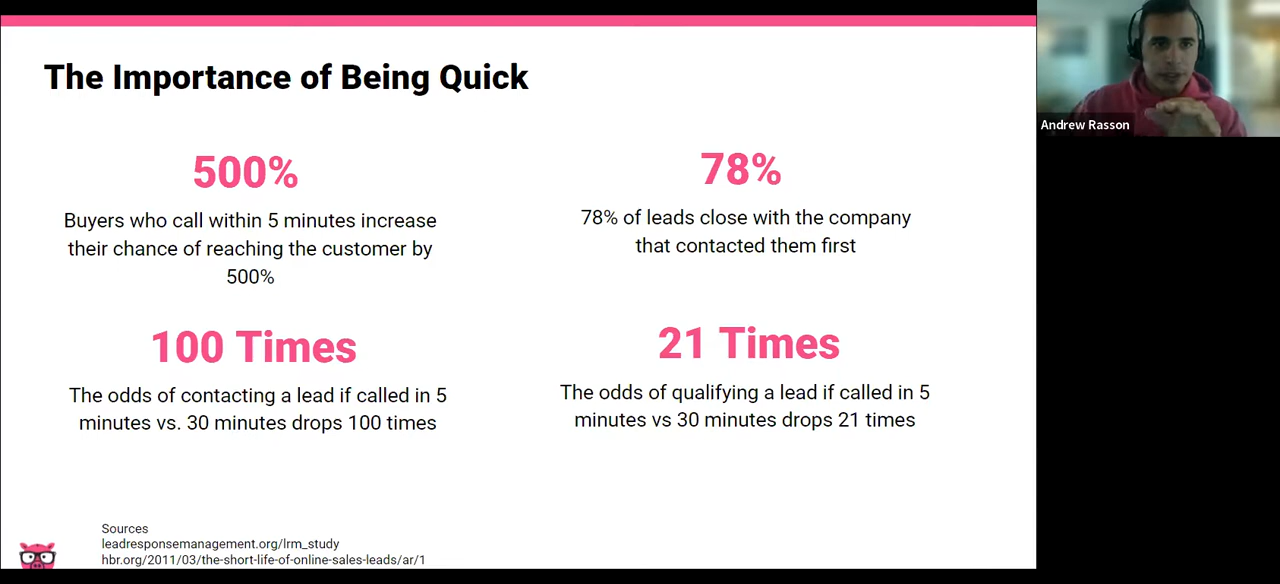 The Importance of Being Quick
500%
Buyers who call within 5 minutes increase
their chance of reaching the customer by
500%
78%
78% of leads close with the company
that contacted them first
100 Times
The odds of contacting a lead if called in 5
minutes vs. 30 minutes drops 100 times
21 Times
The odds of qualifying a lead if called in 5
minutes vs 30 minutes drops 21 times
Sources
leadresponsemanagement.org/lrm_study
hbr.org/2011/03/the-short-life-of-online-sales-leads/ar/1
Andrew Rasson